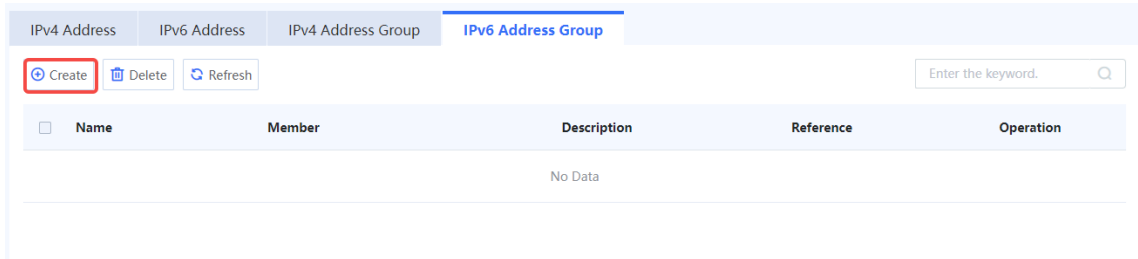 IPv4 Address IPv6 Address IPv4 Address Group IPv6 Address Group
Create Delete Refresh Enter the keyword.
Name Member Description Reference Operation
No Data